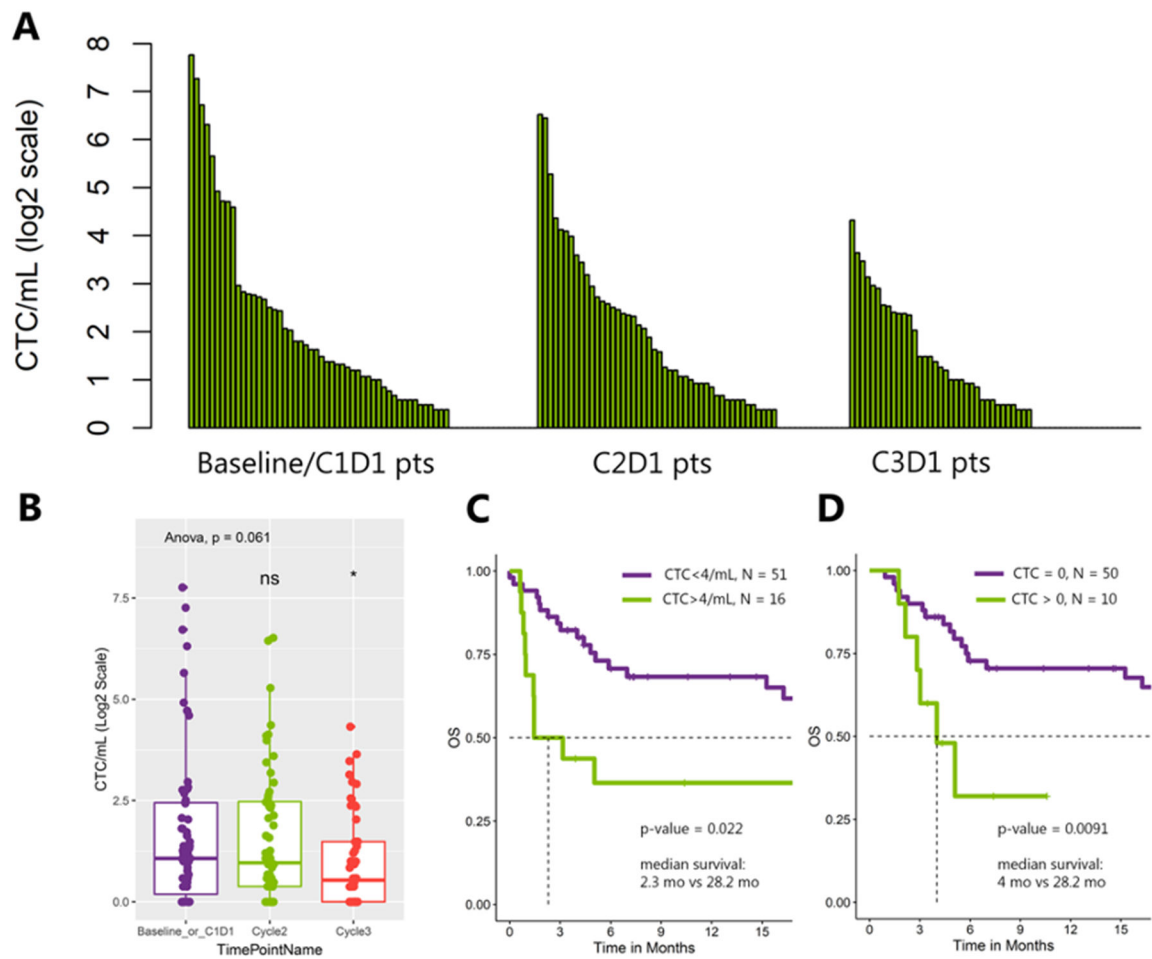 A
CTC/mL (log2 scale)
8
7
6
5
4
3
2
1
0
Baseline/C1D1 pts
C2D1 pts
C3D1 pts
B
Anova, p = 0.061
ns
*
CTC/mL (Log2 Scale)
7.5
5.0
2.5
0.0
Baseline_or_C1D1
Cycle2
Cycle3
TimePointName
C
CTC<4/mL, N = 51
CTC>4/mL, N = 16
OS
1.00
0.75
0.50
0.25
0.00
p-value = 0.022
median survival:
2.3 mo vs 28.2 mo
0 3 6 9 12 15
Time in Months
D
CTC = 0, N = 50
CTC > 0, N = 10
OS
1.00
0.75
0.50
0.25
0.00
p-value = 0.0091
median survival:
4 mo vs 28.2 mo
0 3 6 9 12 15
Time in Months